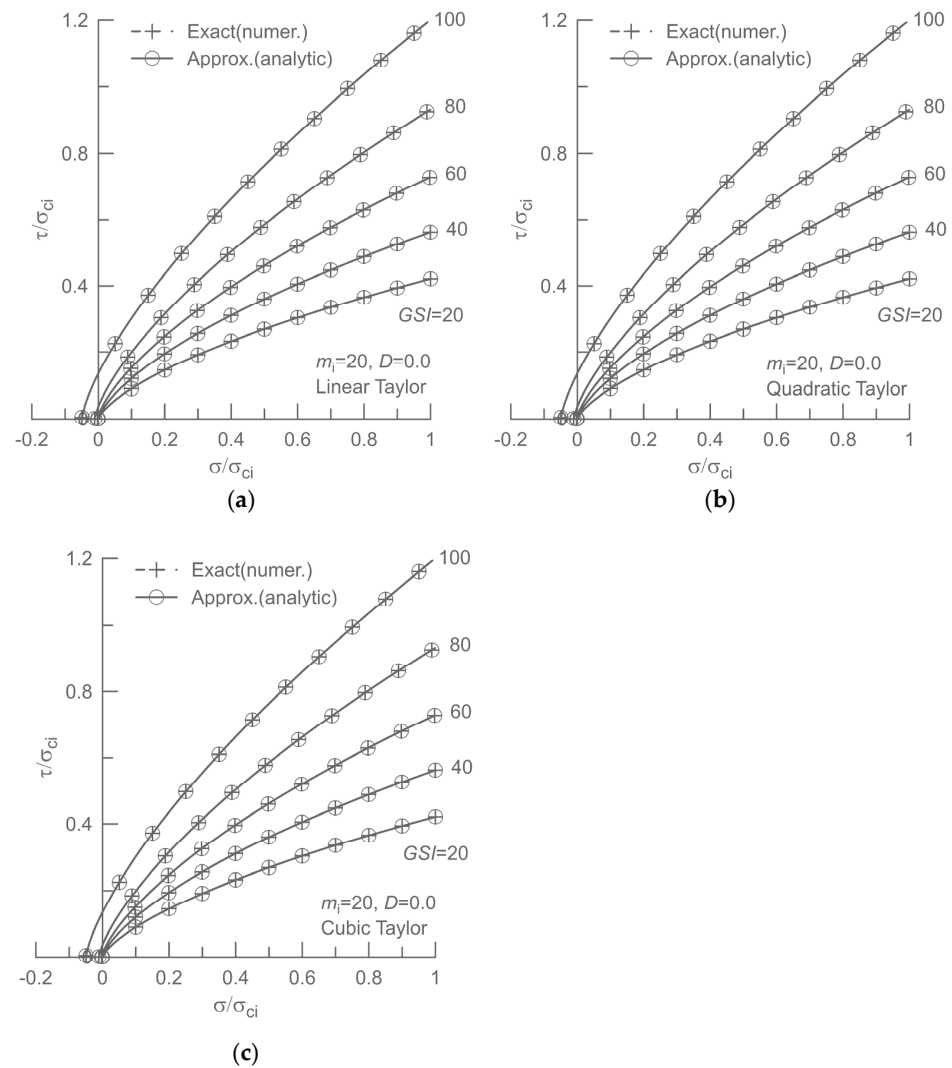 1.2
Exact(numer.)
Approx.(analytic)
100
80
60
40
GSI=20
0.8
0.4
τ/σci
mi=20, D=0.0
Linear Taylor
-0.2 0 0.2 0.4 0.6 0.8 1
σ/σci
(a)
1.2
Exact(numer.)
Approx.(analytic)
100
80
60
40
GSI=20
0.8
0.4
τ/σci
mi=20, D=0.0
Quadratic Taylor
-0.2 0 0.2 0.4 0.6 0.8 1
σ/σci
(b)
1.2
Exact(numer.)
Approx.(analytic)
100
80
60
40
GSI=20
0.8
0.4
τ/σci
mi=20, D=0.0
Cubic Taylor
-0.2 0 0.2 0.4 0.6 0.8 1
σ/σci
(c)